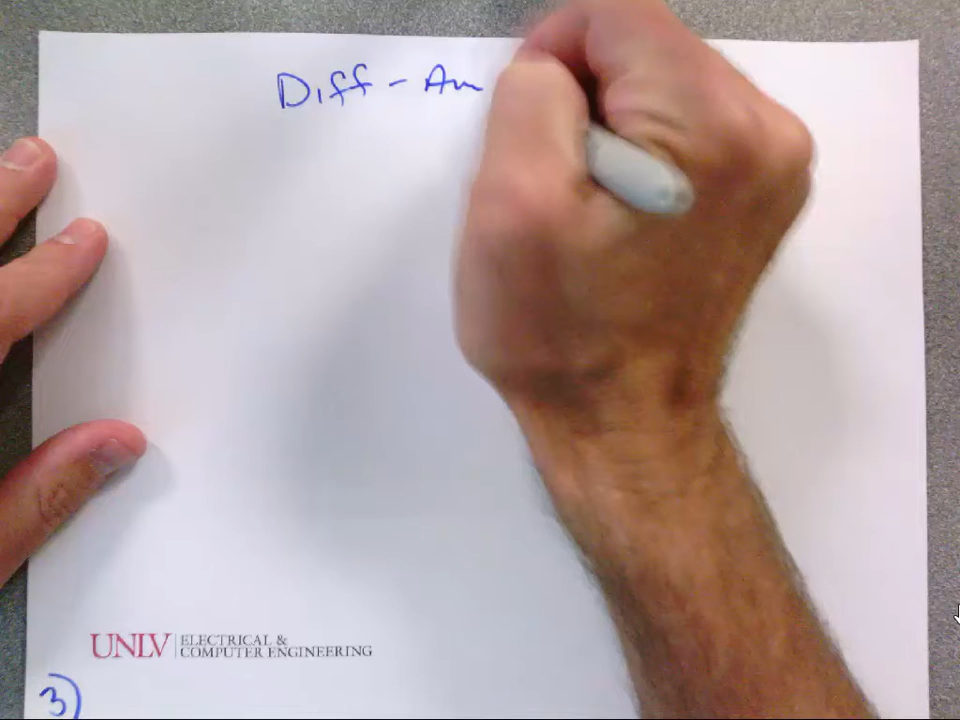 Diff - Am
UNLV ELECTRICAL &
COMPUTER ENGINEERING
3)